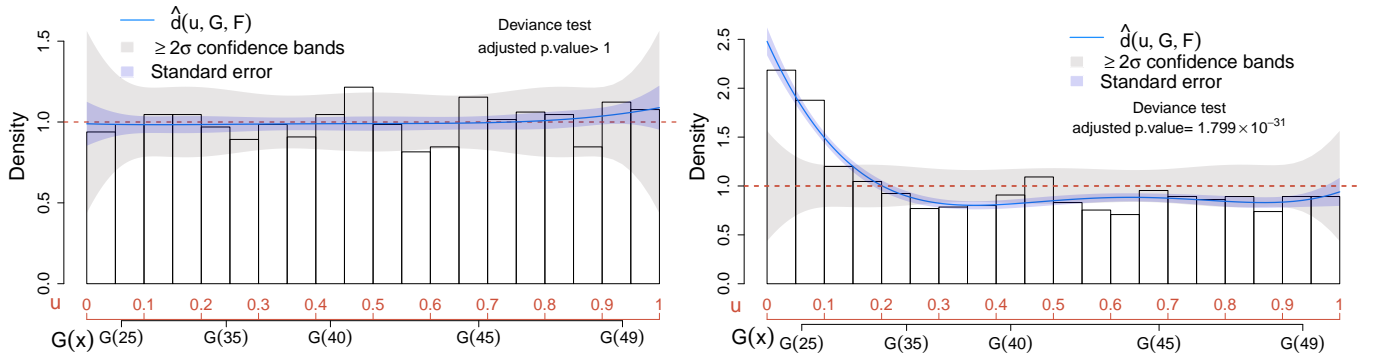 d̂(u, G, F)
≥ 2σ confidence bands
Standard error
Deviance test
adjusted p.value> 1
Density
0.0 0.5 1.0 1.5
u 0 0.1 0.2 0.3 0.4 0.5 0.6 0.7 0.8 0.9 1
G(x) G(25) G(35) G(40) G(45) G(49)
d̂(u, G, F)
≥ 2σ confidence bands
Standard error
Deviance test
adjusted p.value= 1.799 × 10⁻³¹
Density
0.0 0.5 1.0 1.5 2.0 2.5
u 0 0.1 0.2 0.3 0.4 0.5 0.6 0.7 0.8 0.9 1
G(x) G(25) G(35) G(40) G(45) G(49)